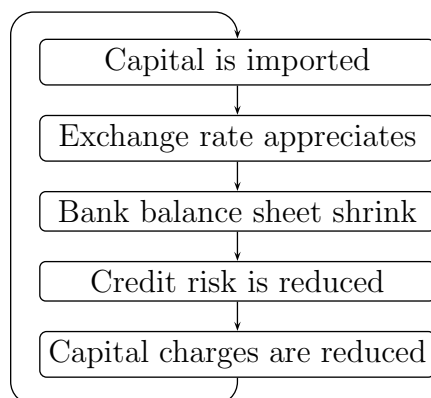 Capital is imported
Exchange rate appreciates
Bank balance sheet shrink
Credit risk is reduced
Capital charges are reduced